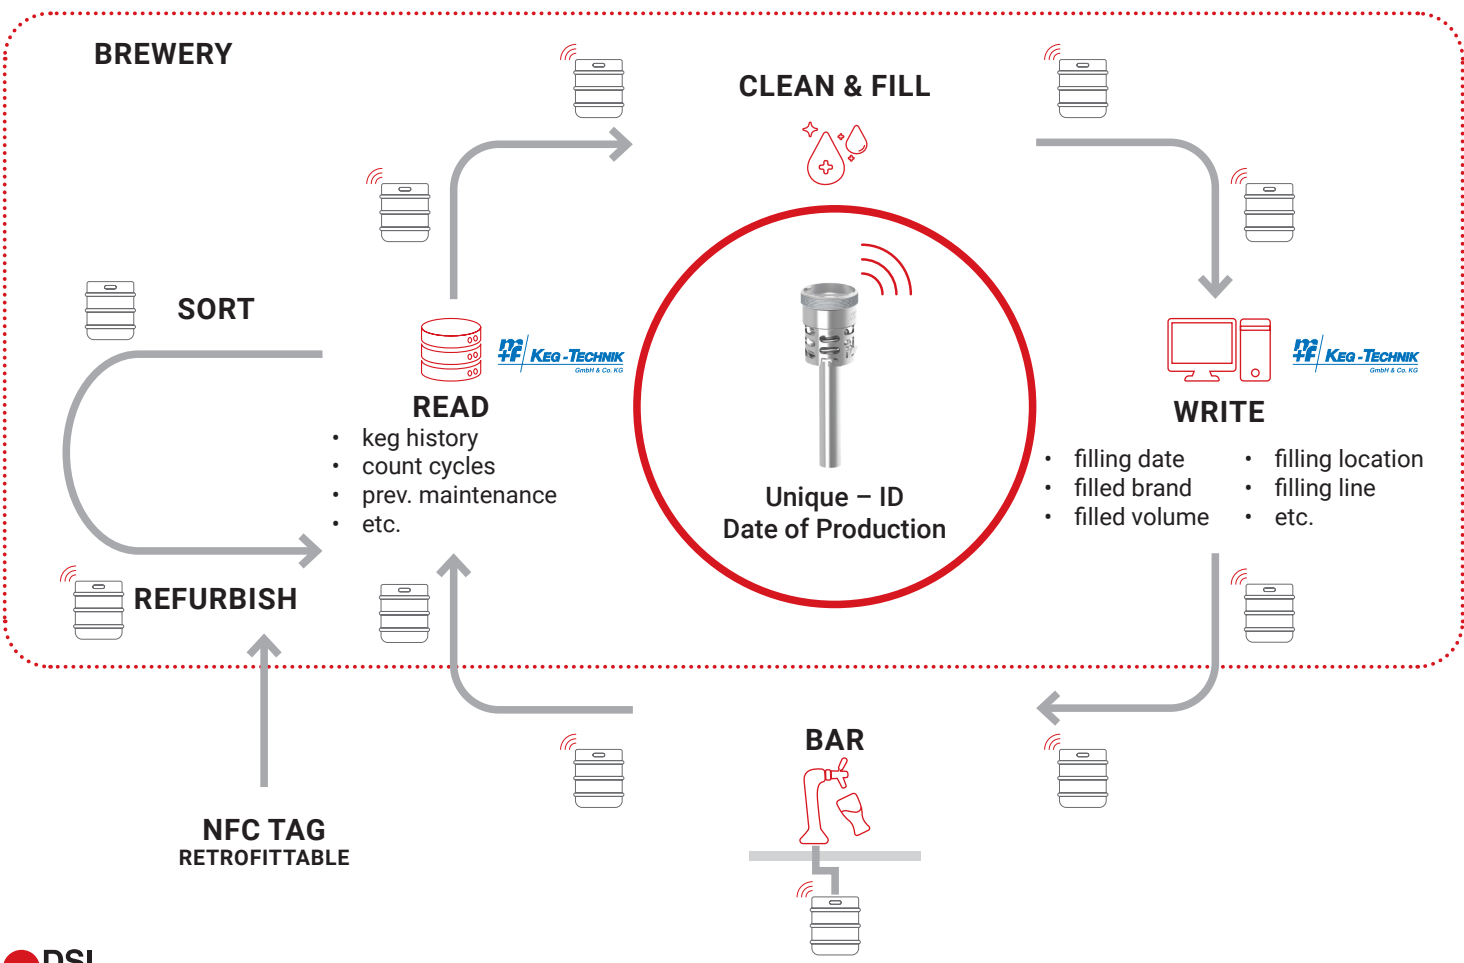 BREWERY
CLEAN & FILL
SORT
m+f KEG-TECHNIK
GmbH & Co. KG
READ
• keg history
• count cycles
• prev. maintenance
• etc.
Unique – ID
Date of Production
m+f KEG-TECHNIK
GmbH & Co. KG
WRITE
• filling date
• filled brand
• filled volume
• filling location
• filling line
• etc.
REFURBISH
BAR
NFC TAG
RETROFITTABLE